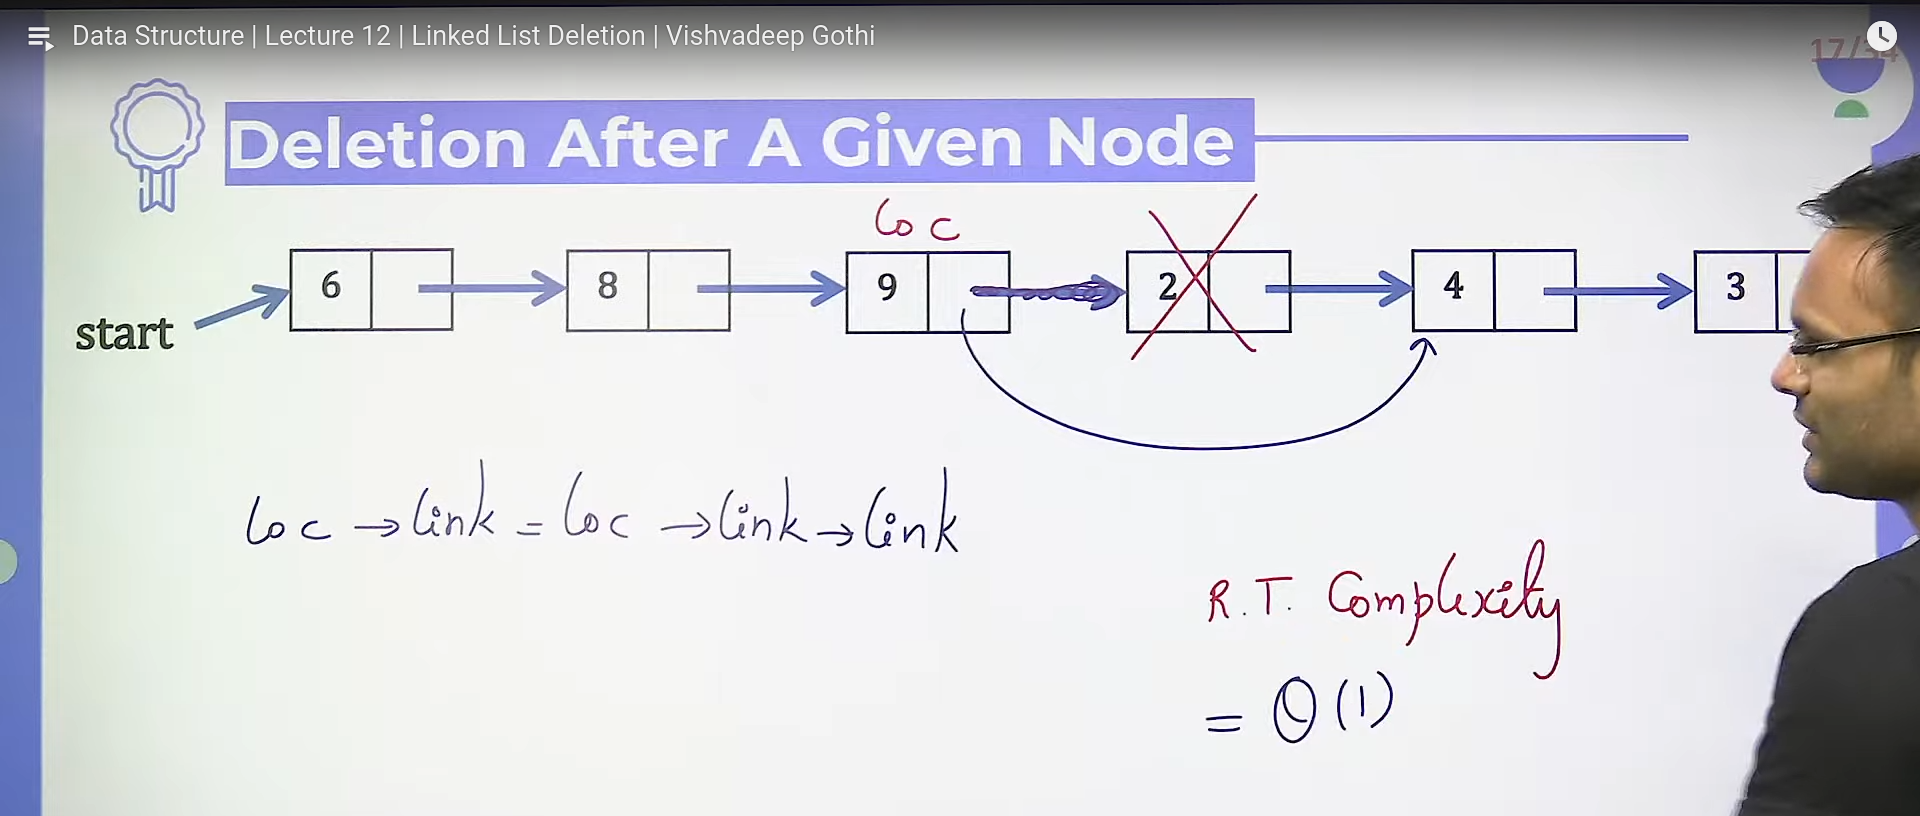 Data Structure | Lecture 12 | Linked List Deletion | Vishvadeep Gothi
17/34
Deletion After A Given Node
Loc
start 6 8 9 2 4 3
Loc → link = Loc → link → link
R.T. Complexity
= θ(1)